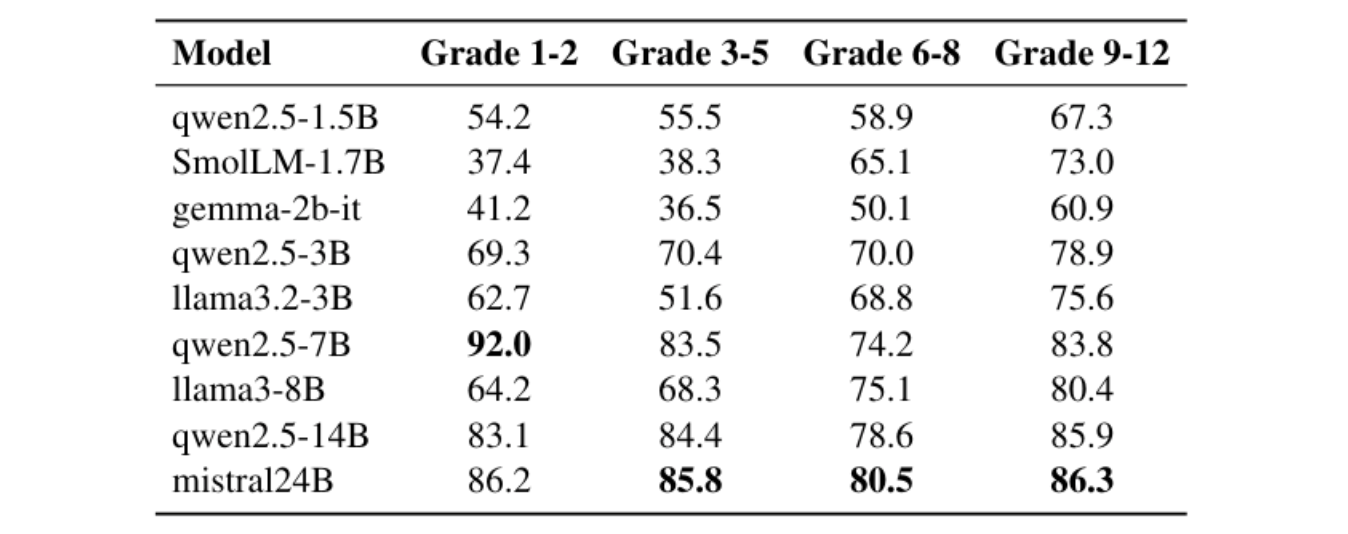 Model Grade 1-2 Grade 3-5 Grade 6-8 Grade 9-12
qwen2.5-1.5B 54.2 55.5 58.9 67.3
SmolLM-1.7B 37.4 38.3 65.1 73.0
gemma-2b-it 41.2 36.5 50.1 60.9
qwen2.5-3B 69.3 70.4 70.0 78.9
llama3.2-3B 62.7 51.6 68.8 75.6
qwen2.5-7B 92.0 83.5 74.2 83.8
llama3-8B 64.2 68.3 75.1 80.4
qwen2.5-14B 83.1 84.4 78.6 85.9
mistral24B 86.2 85.8 80.5 86.3